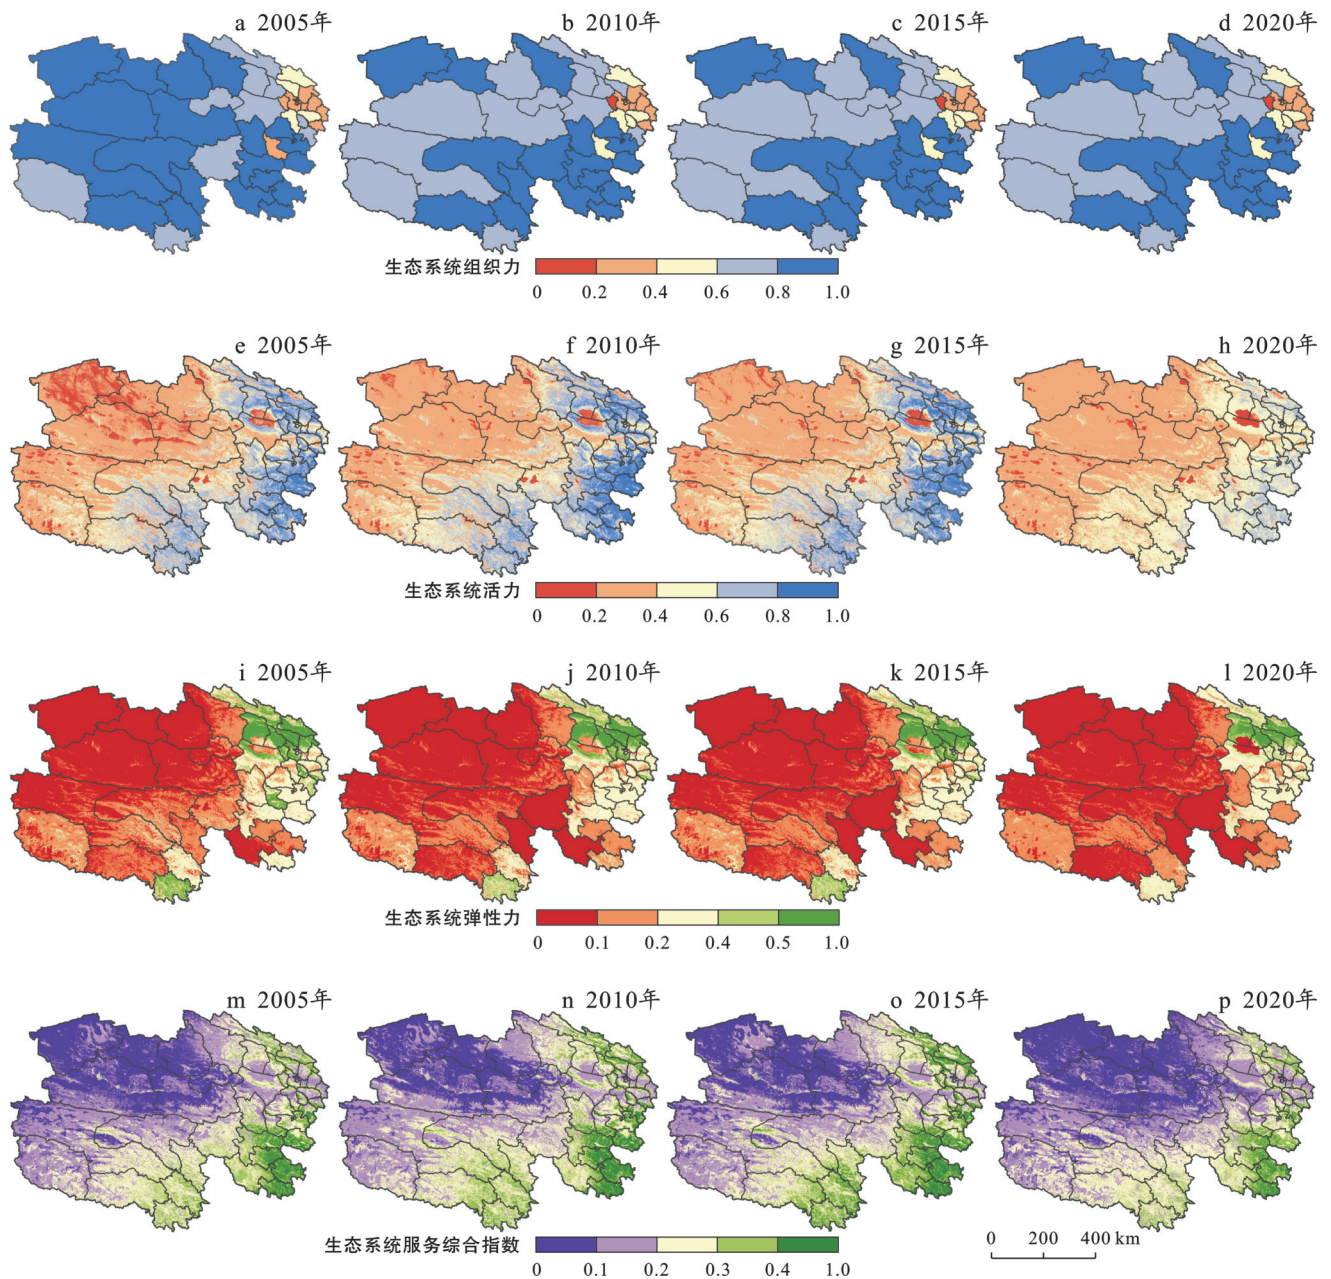 a 2005年
b 2010年
c 2015年
d 2020年
生态系统组织力
0 0.2 0.4 0.6 0.8 1.0
e 2005年
f 2010年
g 2015年
h 2020年
生态系统活力
0 0.2 0.4 0.6 0.8 1.0
i 2005年
j 2010年
k 2015年
l 2020年
生态系统弹性力
0 0.1 0.2 0.4 0.5 1.0
m 2005年
n 2010年
o 2015年
p 2020年
生态系统服务综合指数
0 0.1 0.2 0.3 0.4 1.0
0 200 400 km